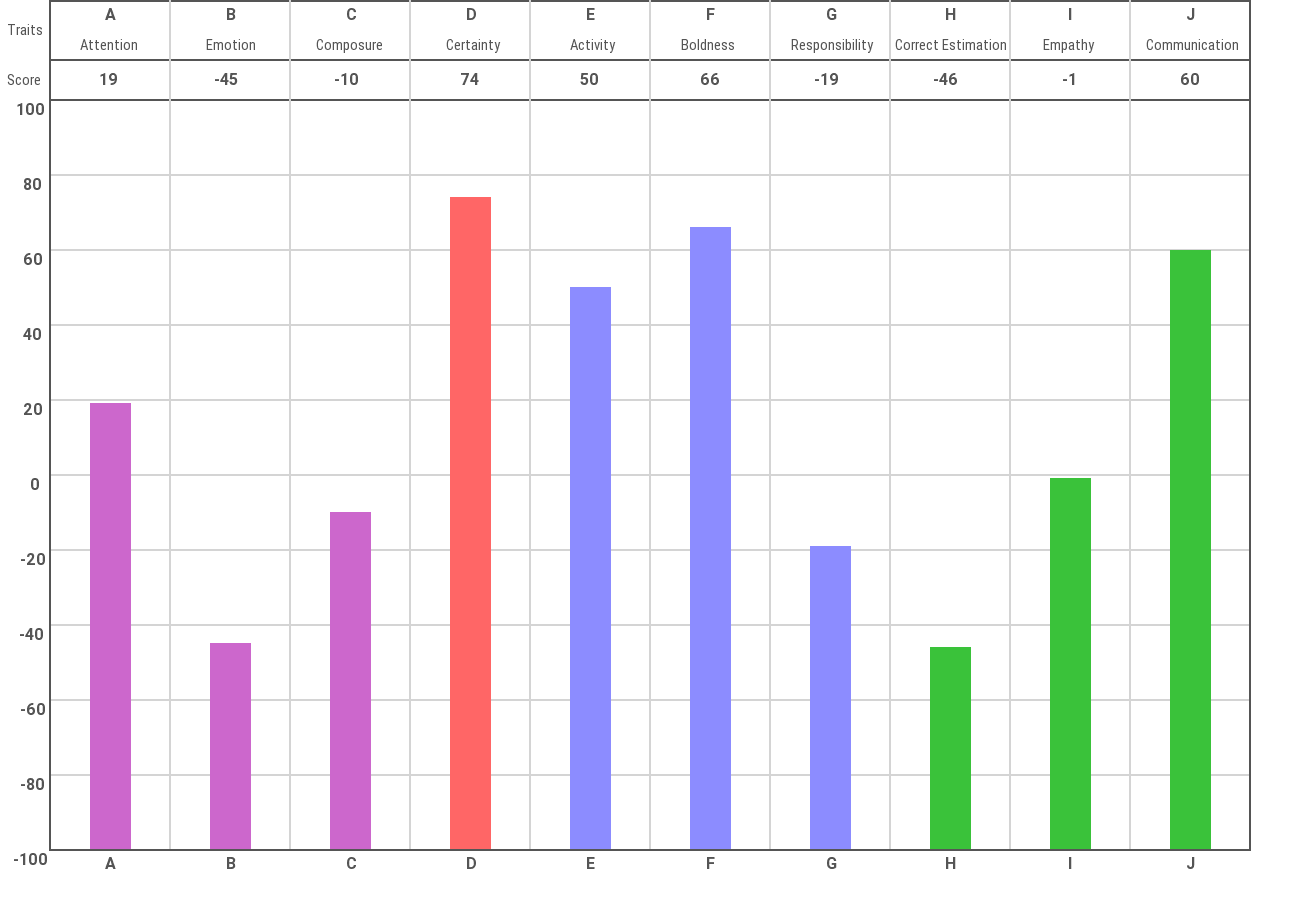 A B C D E F G H I J
Traits
Attention Emotion Composure Certainty Activity Boldness Responsibility Correct Estimation Empathy Communication
Score 19 -45 -10 74 50 66 -19 -46 -1 60
100
80
60
40
20
0
-20
-40
-60
-80
-100
A B C D E F G H I J